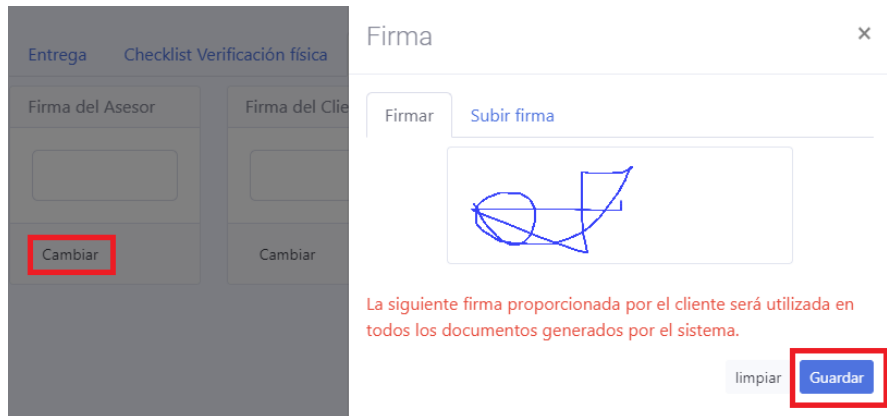 Entrega Checklist Verificación física
Firma del Asesor Firma del Clie
Cambiar Cambiar
Firma
×
Firmar Subir firma
La siguiente firma proporcionada por el cliente será utilizada en
todos los documentos generados por el sistema.
limpiar Guardar